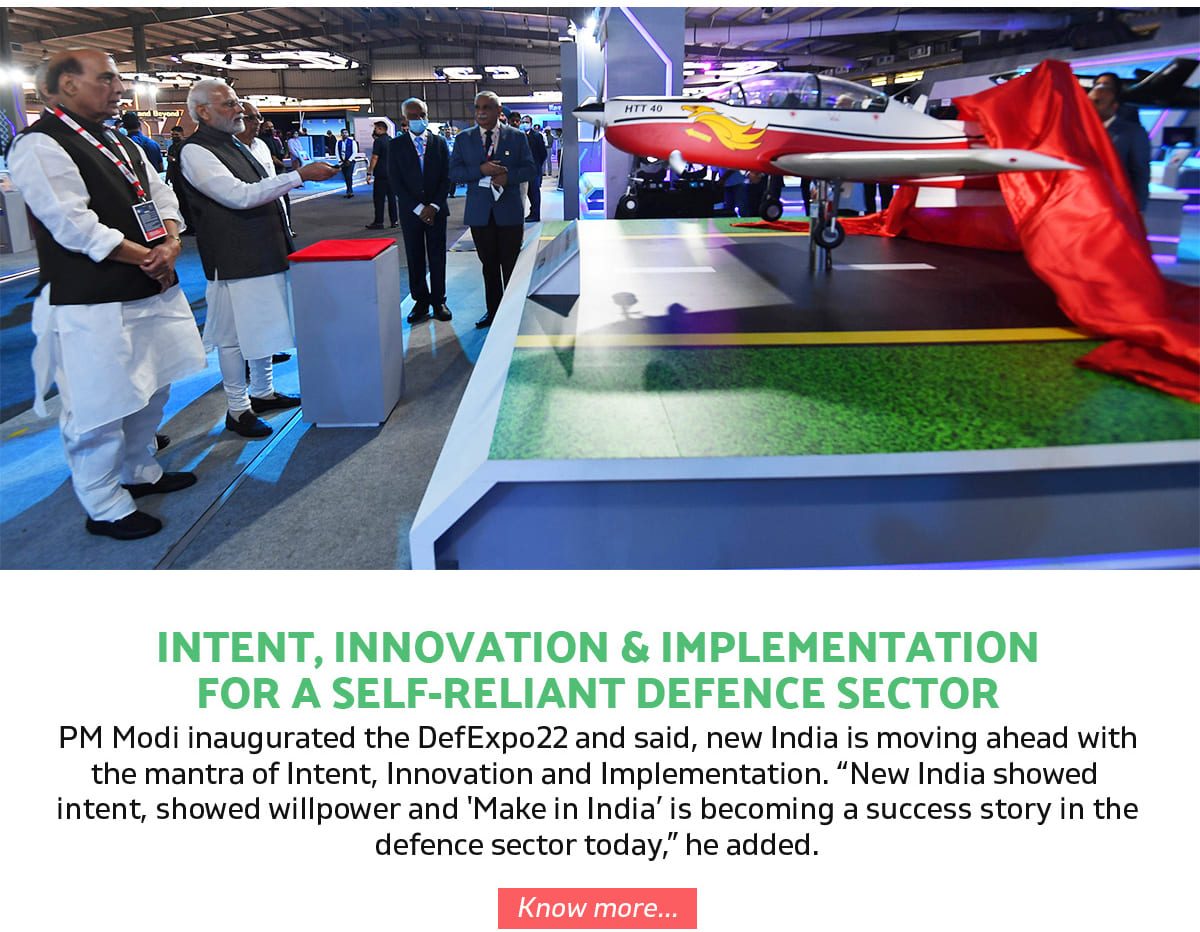 and Beyond
HTT 40
INTENT, INNOVATION & IMPLEMENTATION
FOR A SELF-RELIANT DEFENCE SECTOR
PM Modi inaugurated the DefExpo22 and said, new India is moving ahead with
the mantra of Intent, Innovation and Implementation. “New India showed
intent, showed willpower and 'Make in India’ is becoming a success story in the
defence sector today,” he added.
Know more...